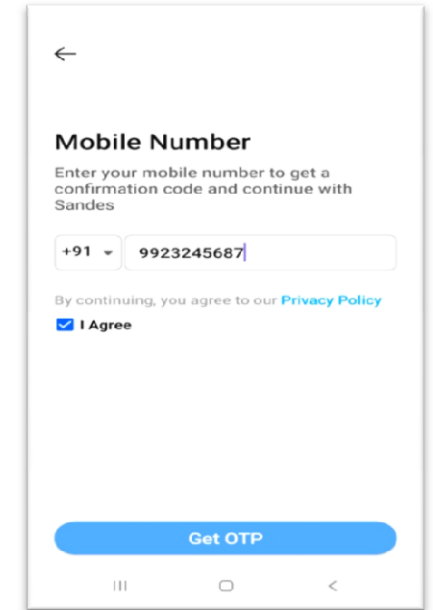 Mobile Number
Enter your mobile number to get a
confirmation code and continue with
Sandes
+91 9923245687
By continuing, you agree to our Privacy Policy
I Agree
Get OTP